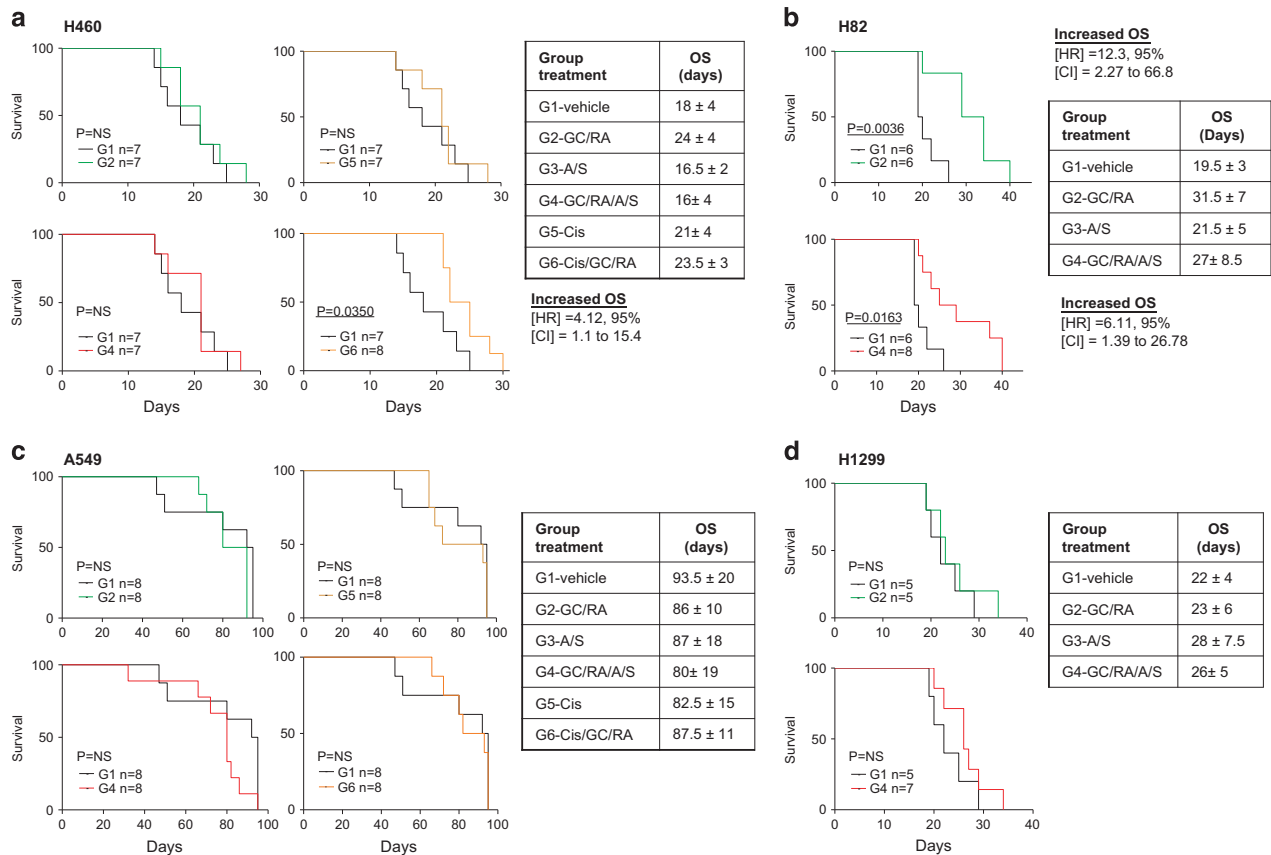 a
H460
100
50
0
Survival
P=NS
G1 n=7
G2 n=7
0 10 20 30
100
50
0
P=NS
G1 n=7
G5 n=7
0 10 20 30
100
50
0
Survival
P=NS
G1 n=7
G4 n=7
0 10 20 30
Days
100
50
0
P=0.0350
G1 n=7
G6 n=8
0 10 20 30
Days
Group treatment OS (days)
G1-vehicle 18 ± 4
G2-GC/RA 24 ± 4
G3-A/S 16.5 ± 2
G4-GC/RA/A/S 16± 4
G5-Cis 21± 4
G6-Cis/GC/RA 23.5 ± 3
Increased OS
[HR] =4.12, 95%
[CI] = 1.1 to 15.4
b
H82
100
50
0
Survival
P=0.0036
G1 n=6
G2 n=6
0 10 20 30 40
100
50
0
Survival
P=0.0163
G1 n=6
G4 n=8
0 10 20 30 40
Days
Increased OS
[HR] =12.3, 95%
[CI] = 2.27 to 66.8
Group treatment OS (Days)
G1-vehicle 19.5 ± 3
G2-GC/RA 31.5 ± 7
G3-A/S 21.5 ± 5
G4-GC/RA/A/S 27± 8.5
Increased OS
[HR] =6.11, 95%
[CI] = 1.39 to 26.78
c
A549
100
50
0
Survival
P=NS
G1 n=8
G2 n=8
0 20 40 60 80 100
100
50
0
P=NS
G1 n=8
G5 n=8
0 20 40 60 80 100
100
50
0
Survival
P=NS
G1 n=8
G4 n=8
0 20 40 60 80 100
Days
100
50
0
P=NS
G1 n=8
G6 n=8
0 20 40 60 80 100
Days
Group treatment OS (days)
G1-vehicle 93.5 ± 20
G2-GC/RA 86 ± 10
G3-A/S 87 ± 18
G4-GC/RA/A/S 80± 19
G5-Cis 82.5 ± 15
G6-Cis/GC/RA 87.5 ± 11
d
H1299
100
50
0
Survival
P=NS
G1 n=5
G2 n=5
0 10 20 30 40
100
50
0
Survival
P=NS
G1 n=5
G4 n=7
0 10 20 30 40
Days
Group treatment OS (days)
G1-vehicle 22 ± 4
G2-GC/RA 23 ± 6
G3-A/S 28 ± 7.5
G4-GC/RA/A/S 26± 5